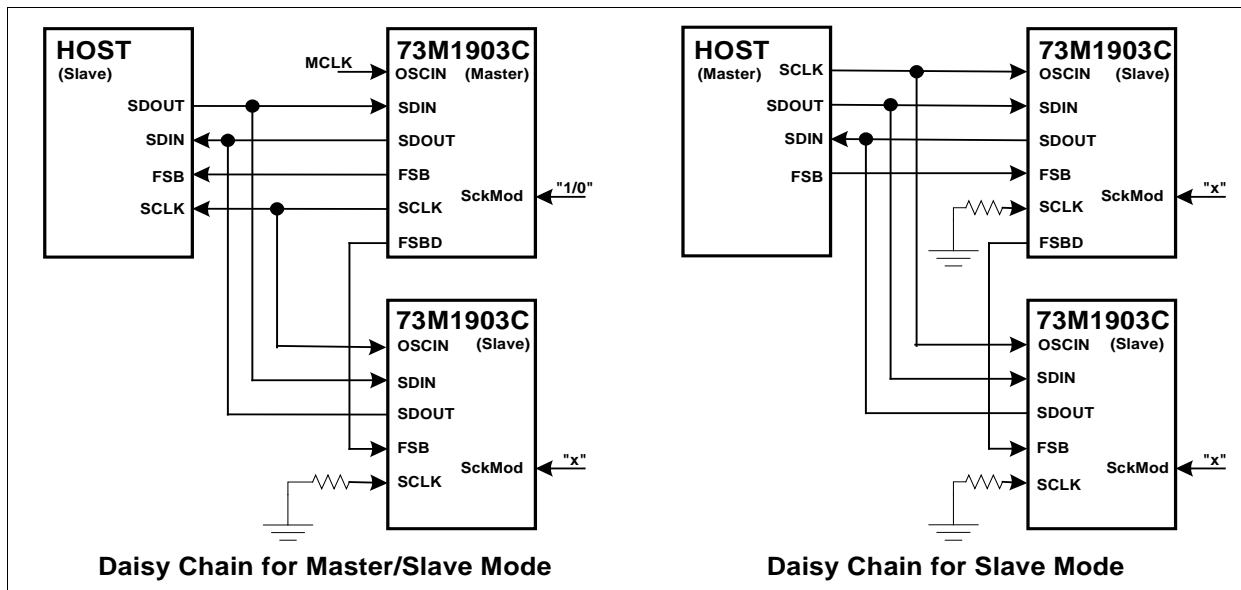 HOST
(Slave)
SDOUT
SDIN
FSB
SCLK
MCLK
73M1903C
OSCIN (Master)
SDIN
SDOUT
FSB
SckMod
"1/0"
SCLK
FSBD
73M1903C
OSCIN (Slave)
SDIN
SDOUT
FSB
SckMod
"x"
SCLK
Daisy Chain for Master/Slave Mode
HOST
(Master)
SCLK
SDOUT
SDIN
FSB
73M1903C
OSCIN (Slave)
SDIN
SDOUT
FSB
SckMod
"x"
SCLK
FSBD
73M1903C
OSCIN (Slave)
SDIN
SDOUT
FSB
SckMod
"x"
SCLK
Daisy Chain for Slave Mode